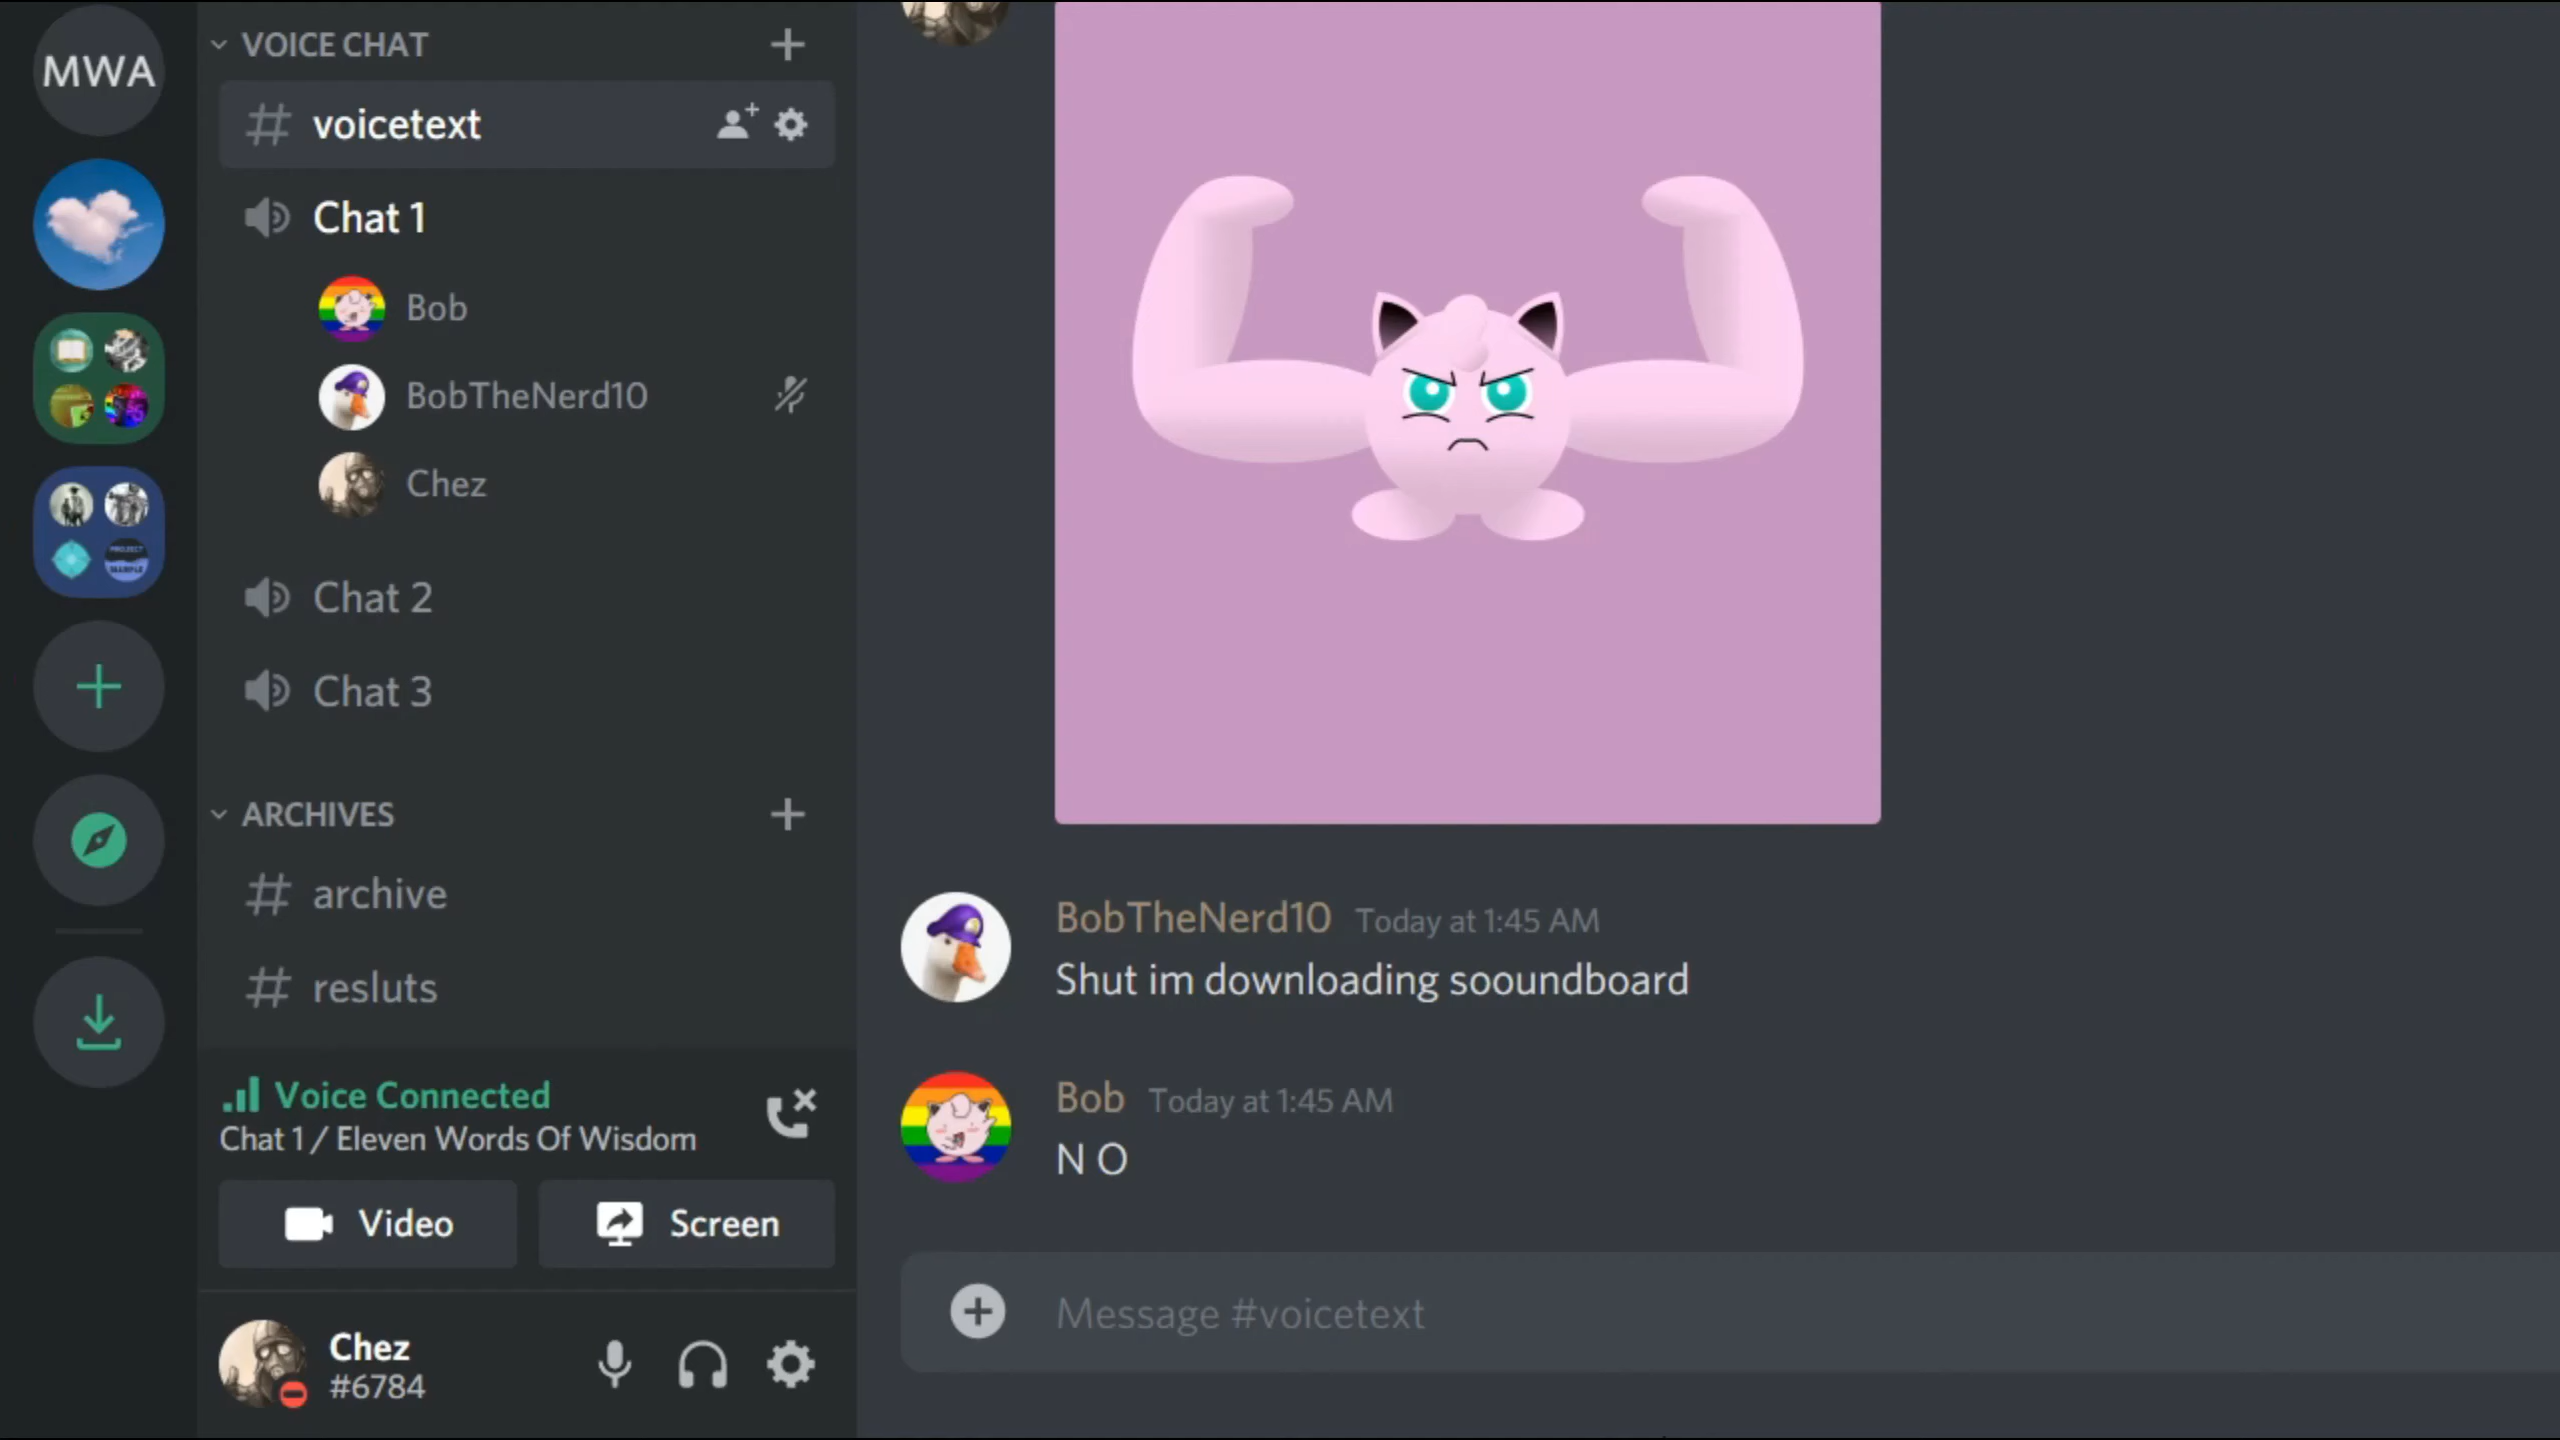 MWA
VOICE CHAT
voicetext
Chat 1
Bob
BobTheNerd10
Chez
Chat 2
Chat 3
ARCHIVES
archive
resluts
Voice Connected
Chat 1 / Eleven Words Of Wisdom
Video
Screen
Chez
#6784
BobTheNerd10 Today at 1:45 AM
Shut im downloading sooundboard
Bob Today at 1:45 AM
N O
Message #voicetext